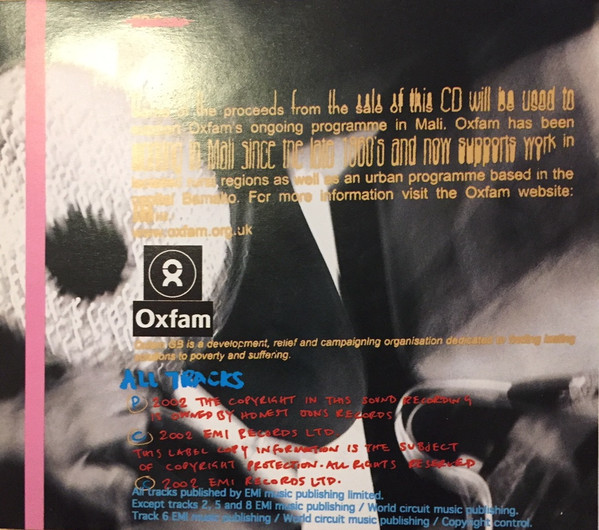 the proceeds from the sale of this CD will be used to
Oxfam's ongoing programme in Mali. Oxfam has been
in Mali since the late 1980's and now supports work in
regions as well as an urban programme based in the
Bamako. For more information visit the Oxfam website:
www.oxfam.org.uk
Oxfam
Oxfam GB is a development, relief and campaigning organisation dedicated to finding lasting
solutions to poverty and suffering.
ALL TRACKS
Ⓟ 2002 THE COPYRIGHT IN THIS SOUND RECORDING
IS OWNED BY HONEST JONS RECORDS
© 2002 EMI RECORDS LTD.
THIS LABEL COPY INFORMATION IS THE SUBJECT
OF COPYRIGHT PROTECTION. ALL RIGHTS RESERVED
© 2002 EMI RECORDS LTD.
All tracks published by EMI music publishing limited.
Except tracks 2, 5 and 8 EMI music publishing / World circuit music publishing.
Track 6 EMI music publishing / World circuit music publishing / Copyright control.